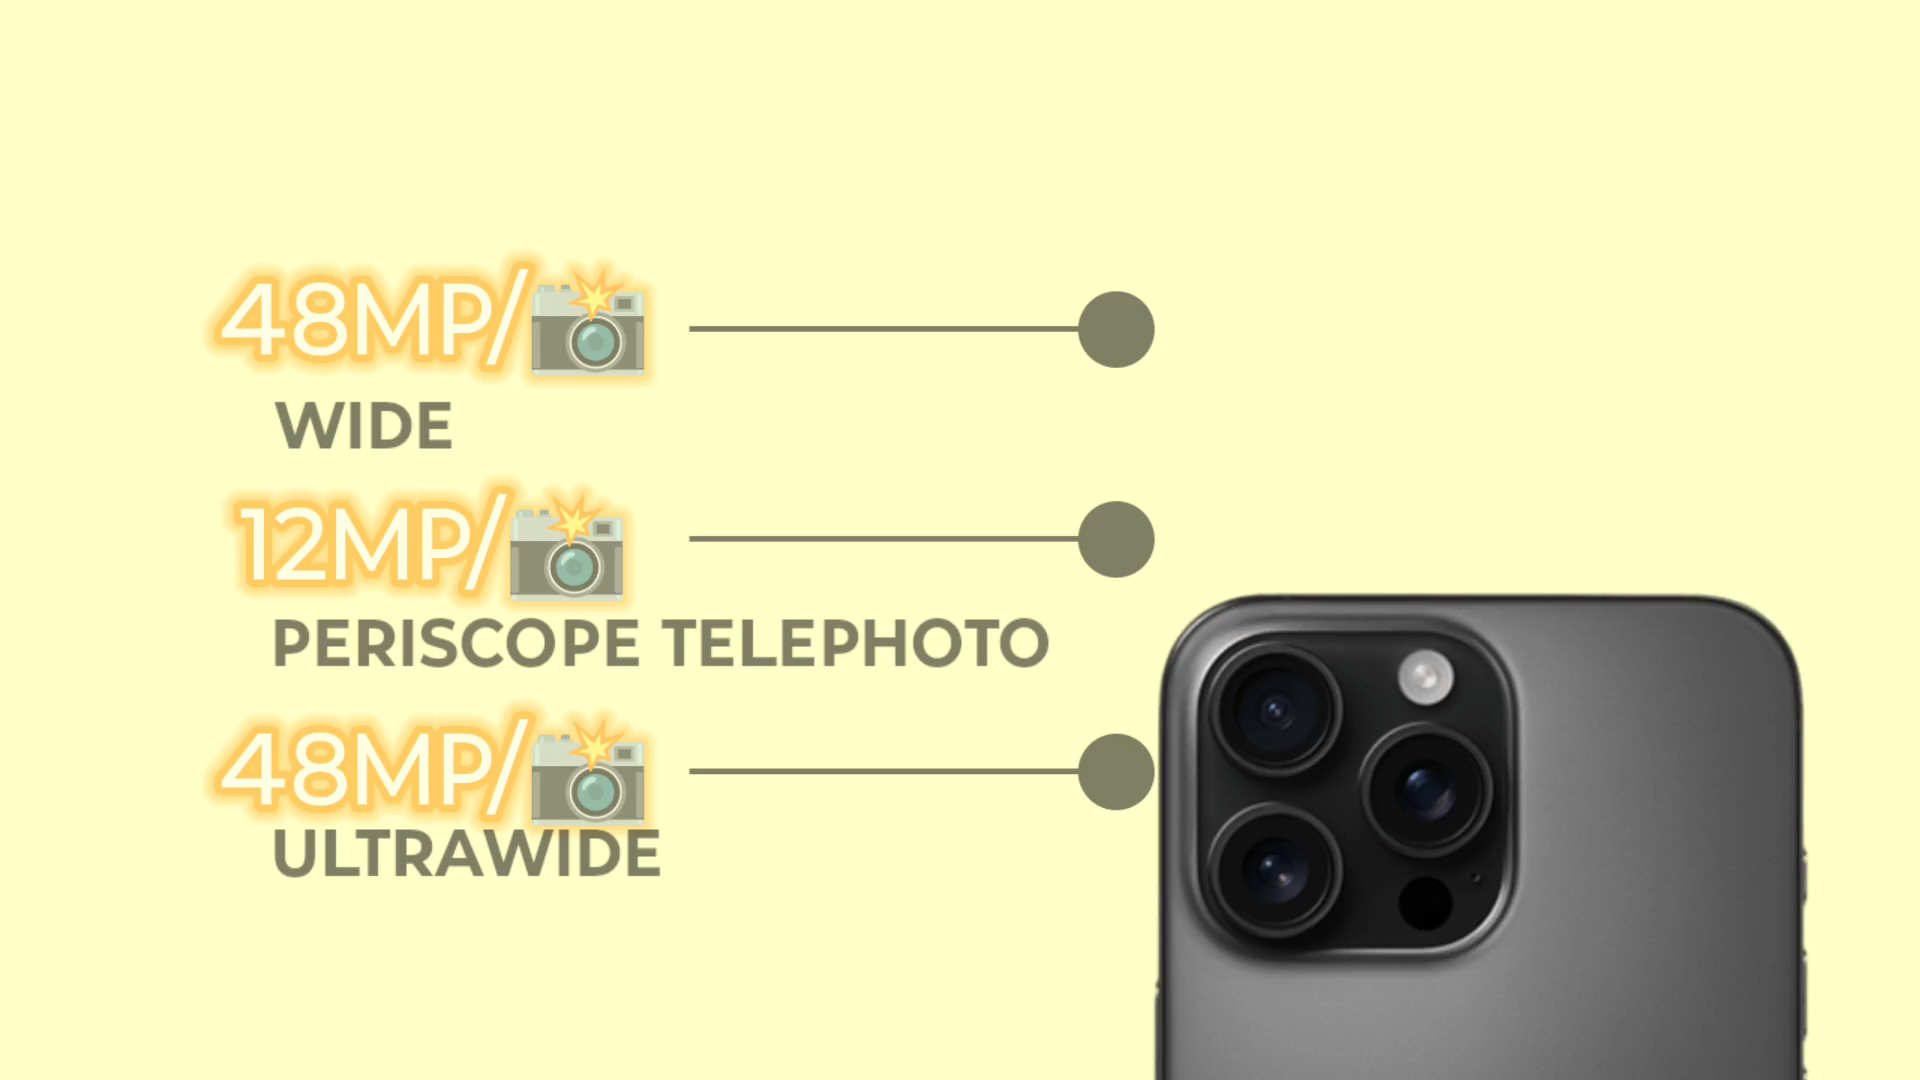 48MP/📸
WIDE
12MP/📸
PERISCOPE TELEPHOTO
48MP/📸
ULTRAWIDE